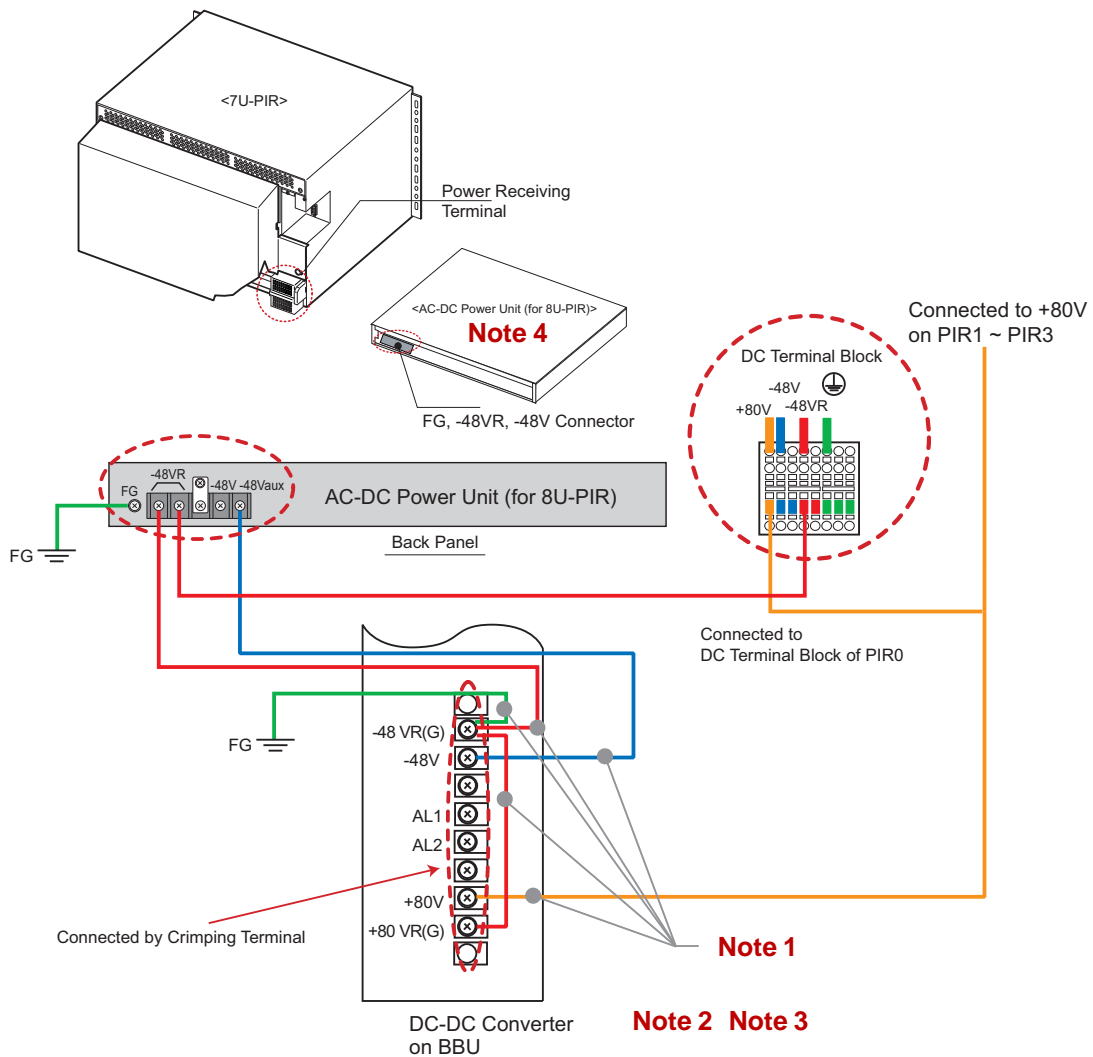 <7U-PIR>
Power Receiving
Terminal
<AC-DC Power Unit (for 8U-PIR)>
Note 4
FG, -48VR, -48V Connector
Connected to +80V
on PIR1 ~ PIR3
DC Terminal Block
-48V
+80V
-48VR
-48VR
FG
-48V
-48Vaux
AC-DC Power Unit (for 8U-PIR)
FG
Back Panel
Connected to
DC Terminal Block of PIR0
FG
-48 VR(G)
-48V
AL1
AL2
+80V
+80 VR(G)
Connected by Crimping Terminal
Note 1
DC-DC Converter
on BBU
Note 2 Note 3